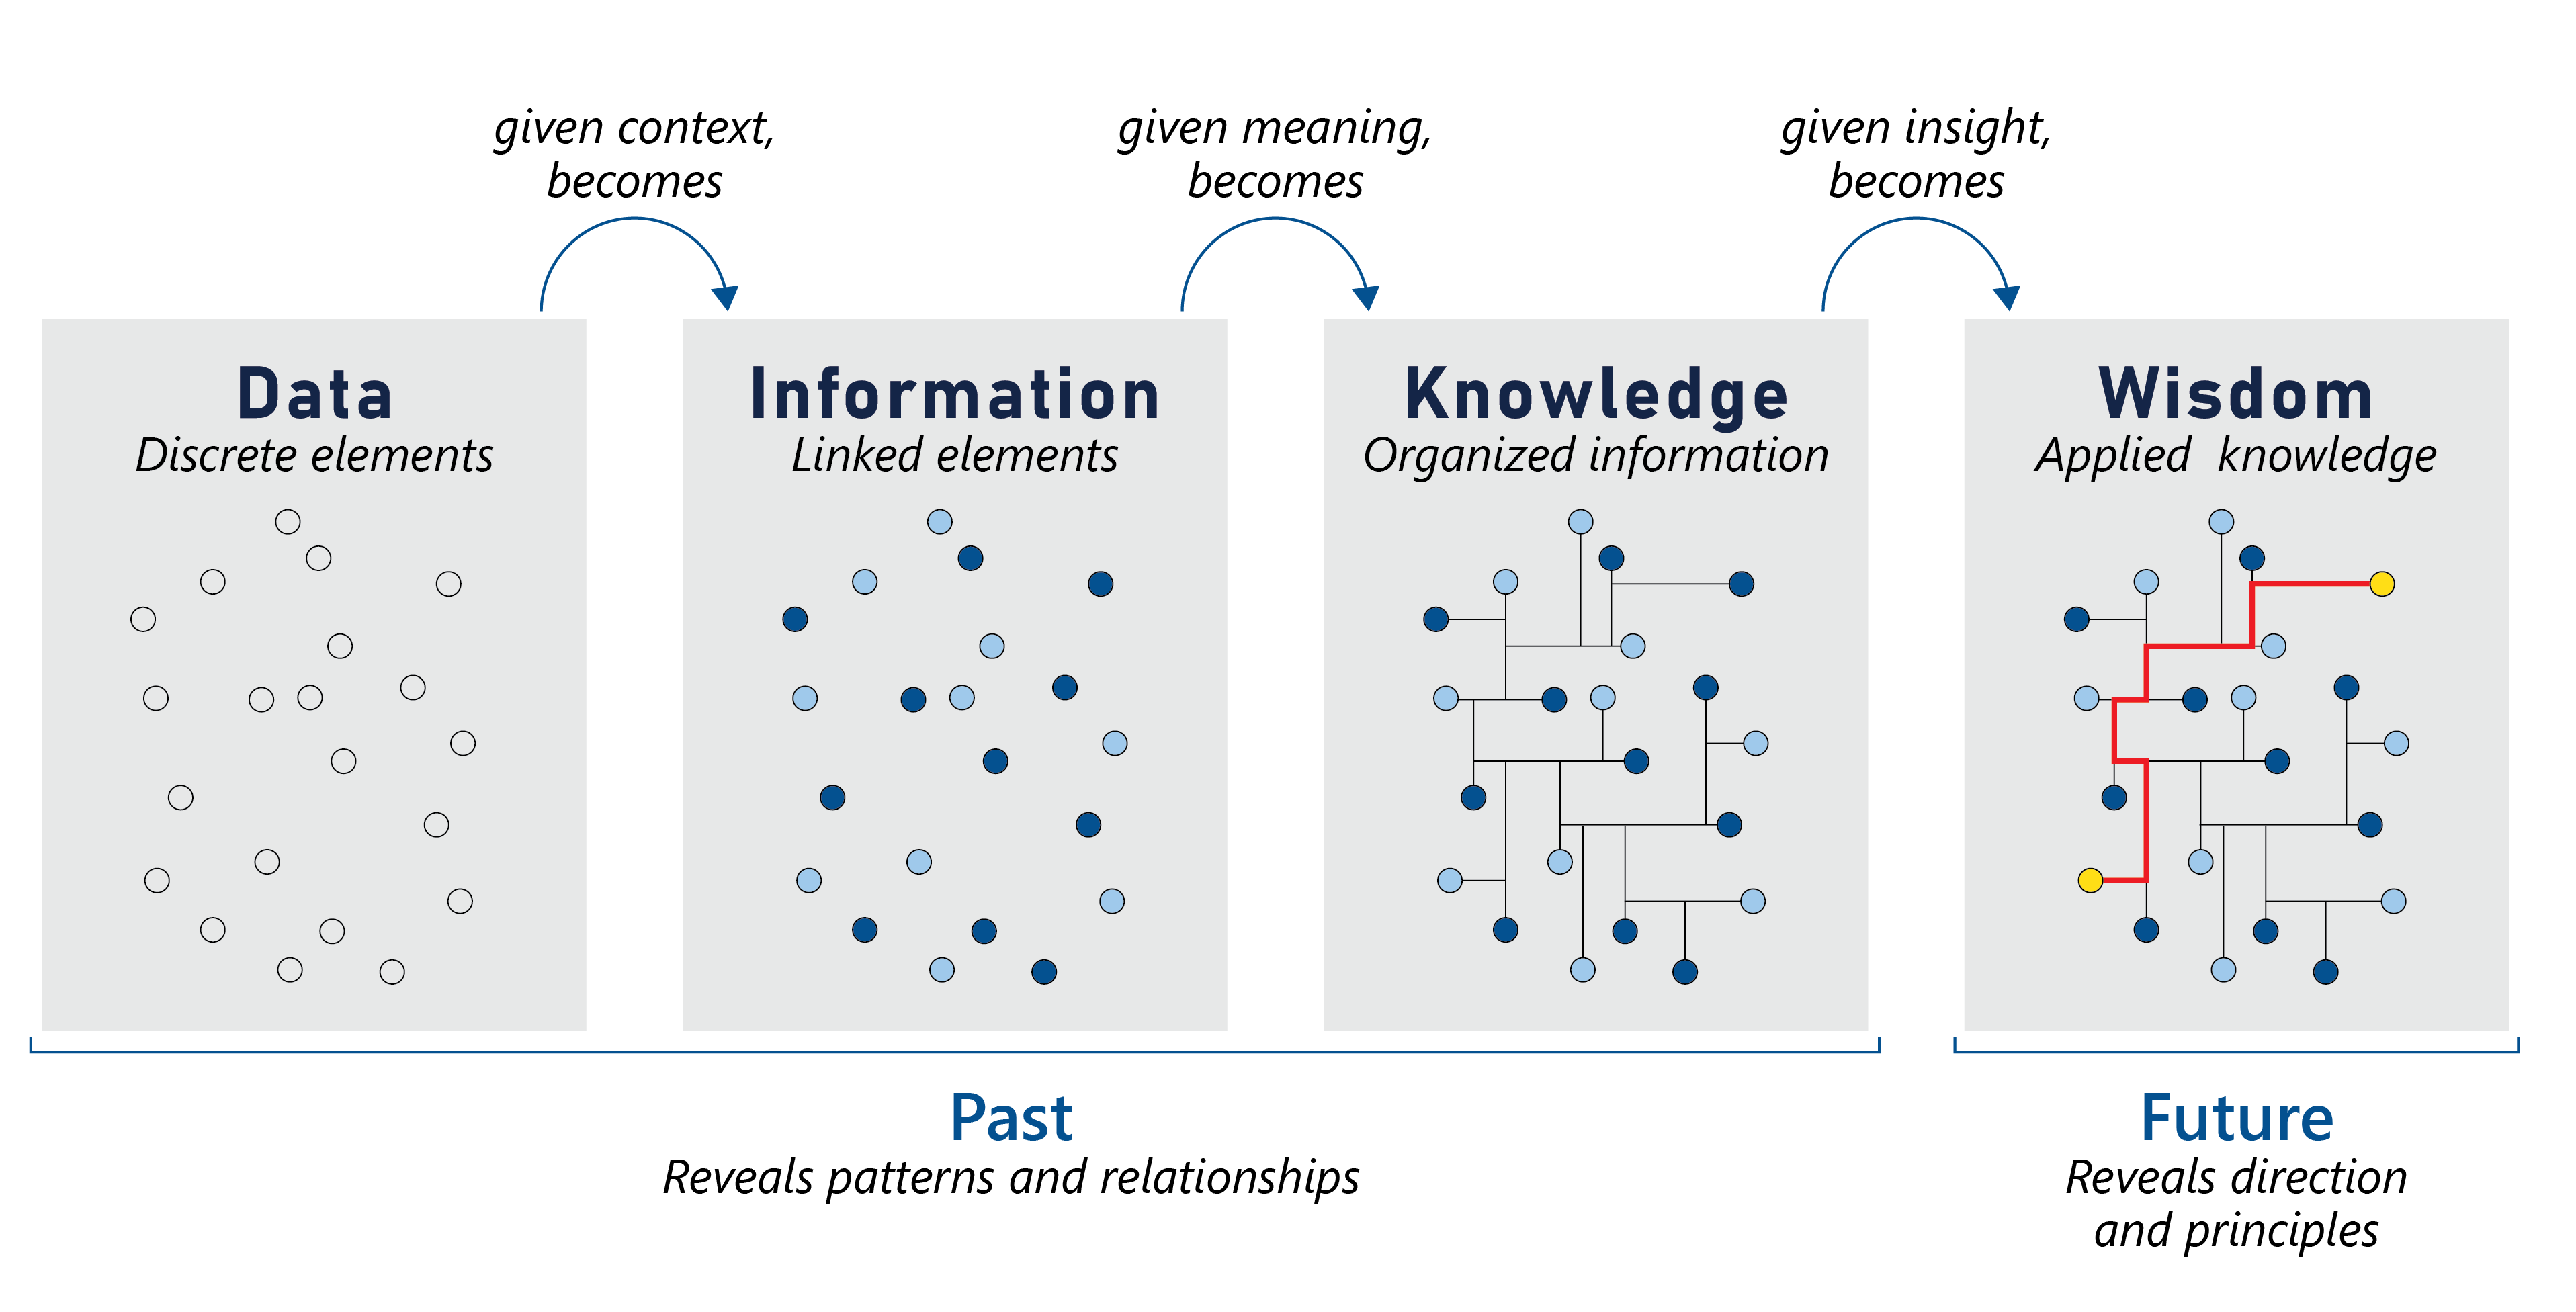 given context,
becomes
given meaning,
becomes
given insight,
becomes
Data
Discrete elements
Information
Linked elements
Knowledge
Organized information
Wisdom
Applied knowledge
Past
Reveals patterns and relationships
Future
Reveals direction
and principles